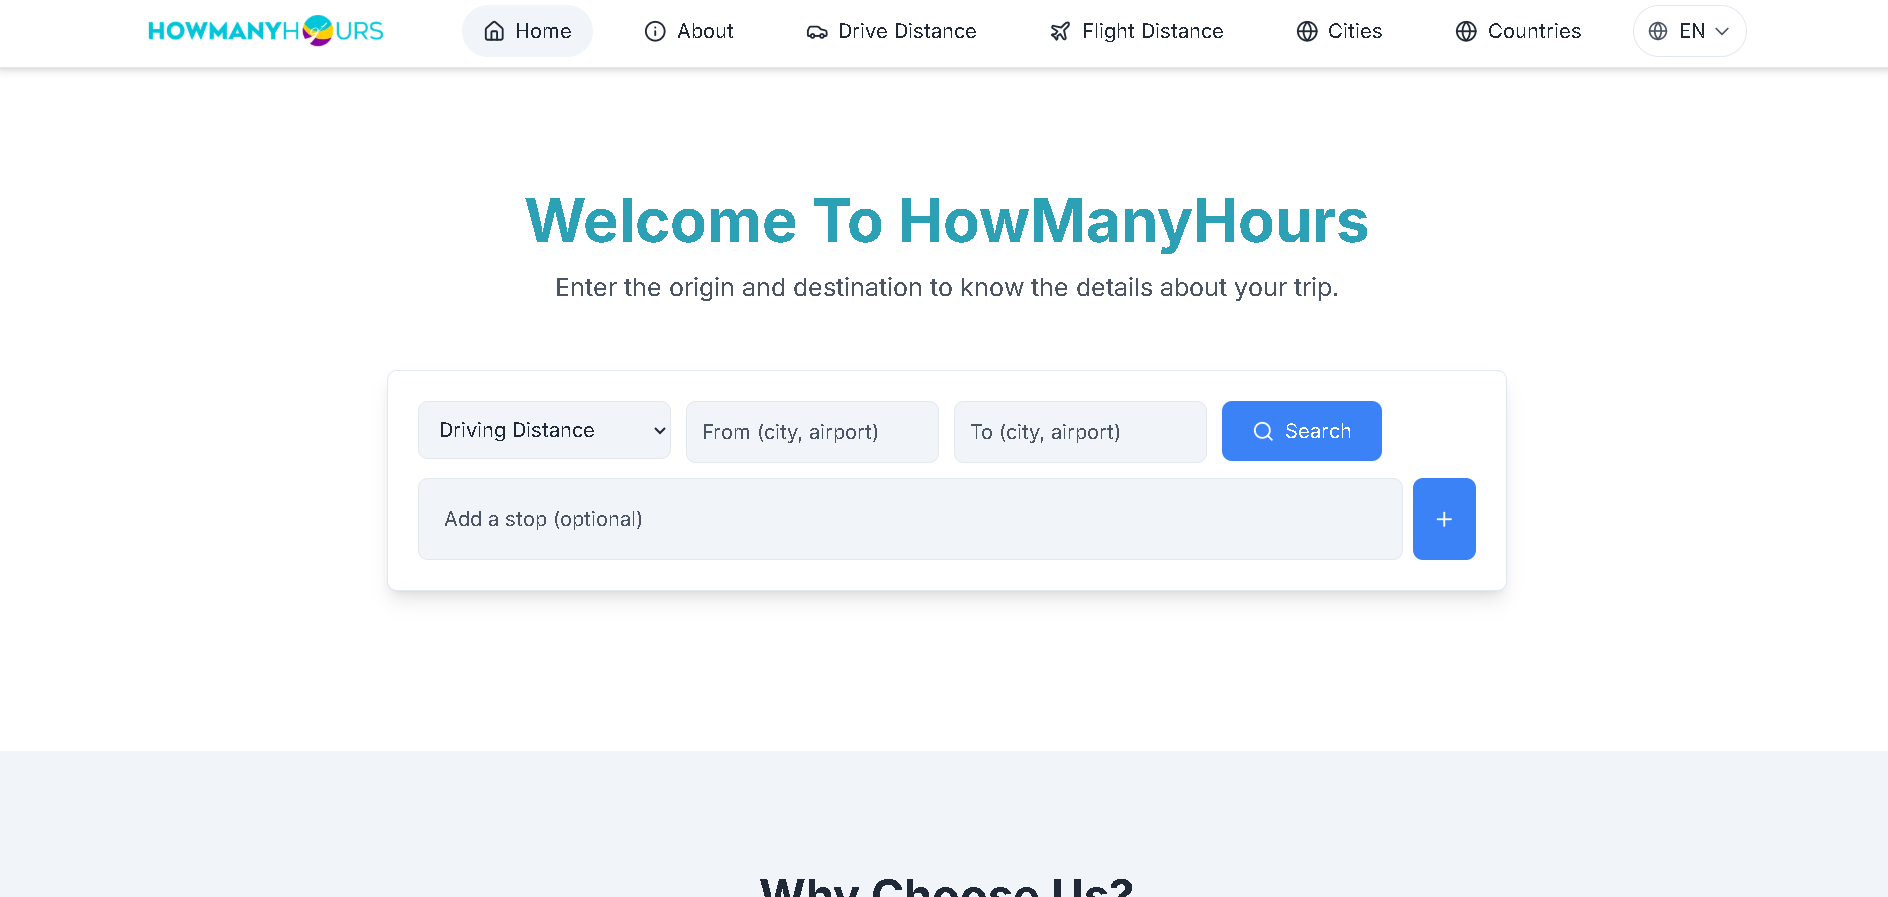 HOWMANYHOURS
Home
About
Drive Distance
Flight Distance
Cities
Countries
EN
Welcome To HowManyHours
Enter the origin and destination to know the details about your trip.
Driving Distance
From (city, airport)
To (city, airport)
Search
Add a stop (optional)
+
Why Choose Us?